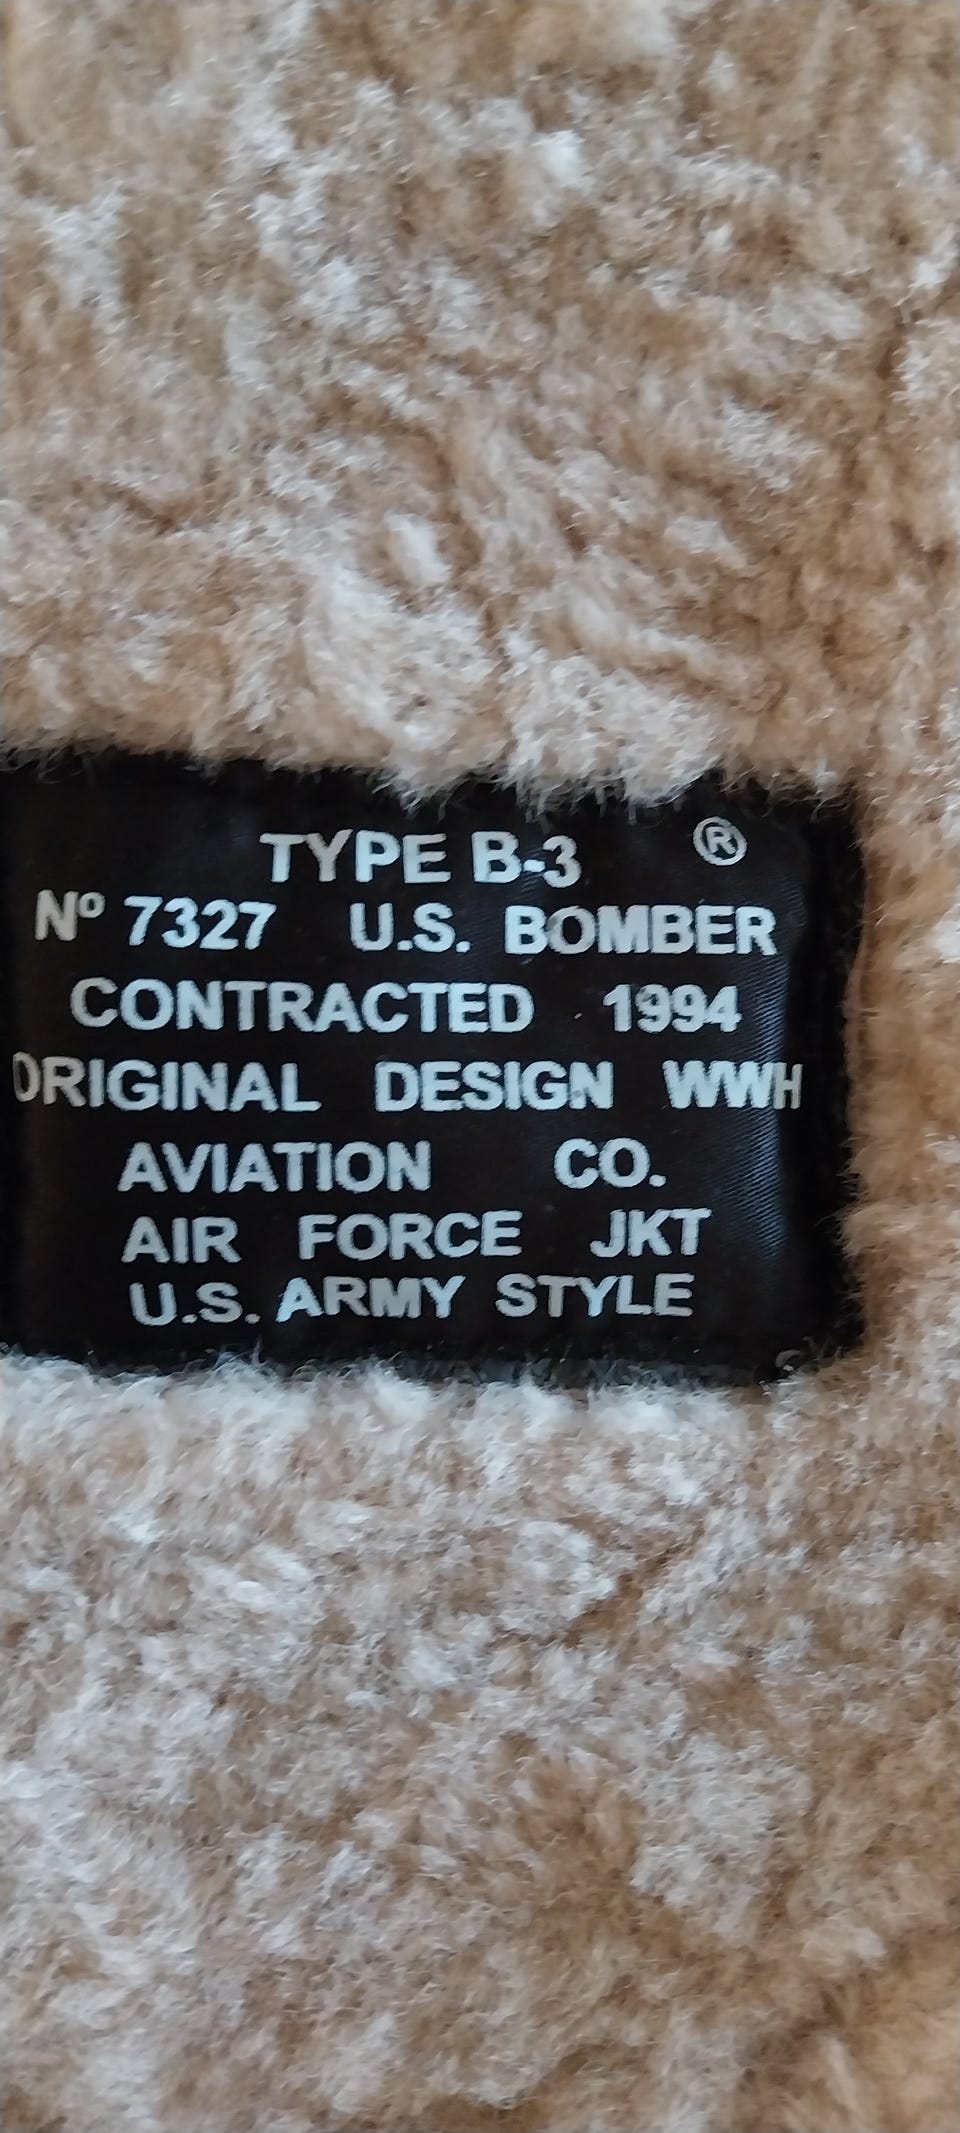 TYPE B-3 ®
Nº 7327 U.S. BOMBER
CONTRACTED 1994
ORIGINAL DESIGN WWH
AVIATION CO.
AIR FORCE JKT
U.S. ARMY STYLE